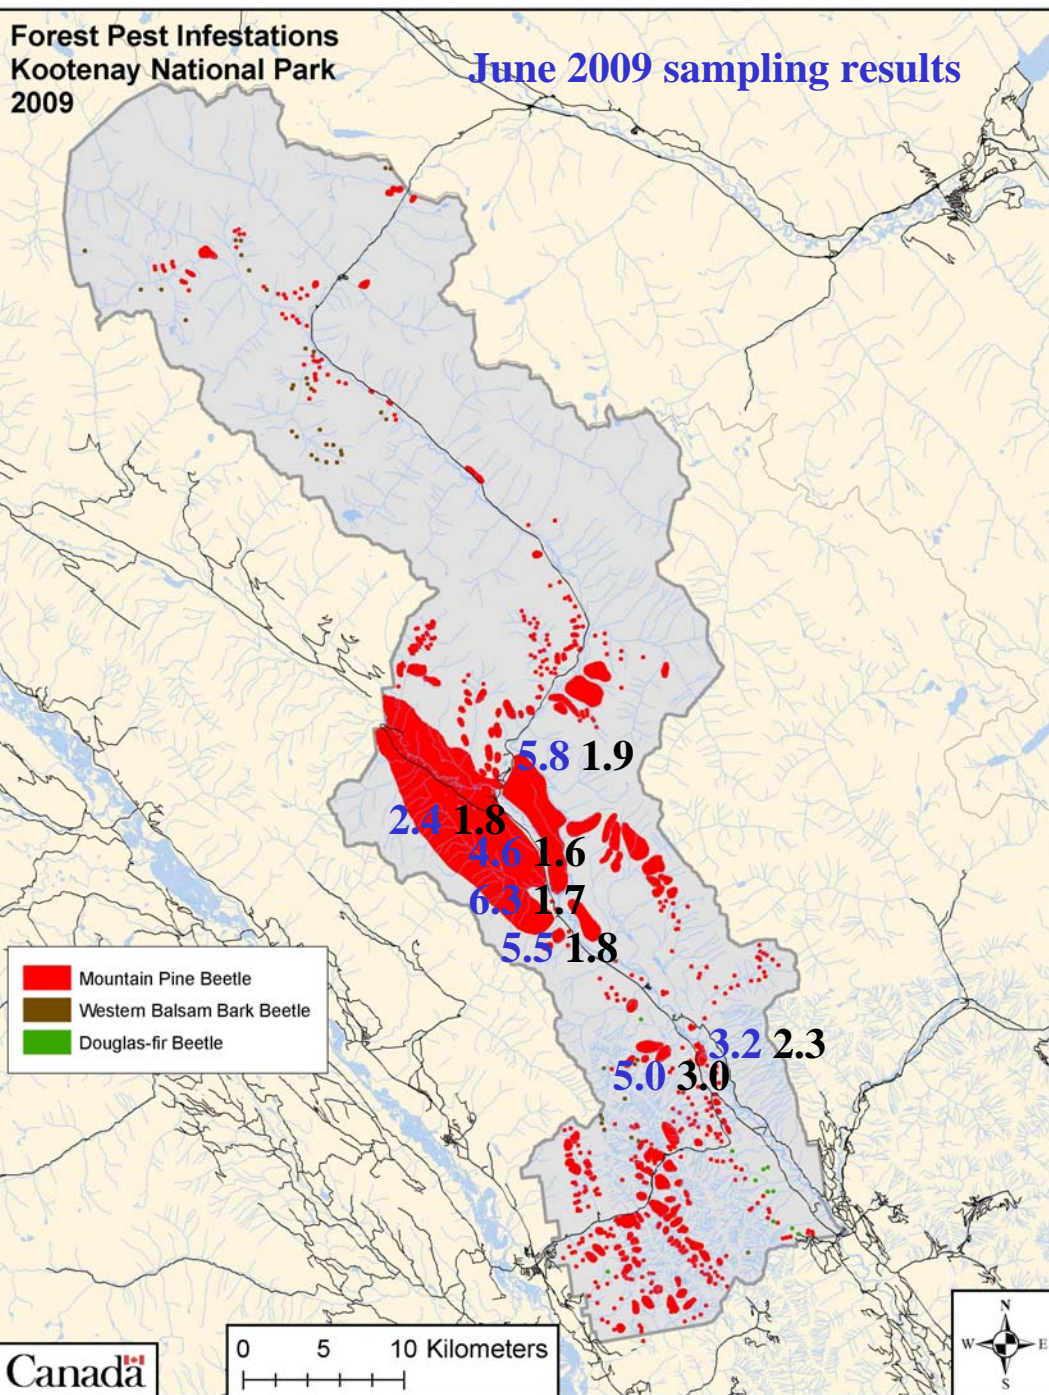 Forest Pest Infestations
Kootenay National Park
2009
June 2009 sampling results
5.8 1.9
2.4 1.8
4.6 1.6
6.3 1.7
5.5 1.8
3.2 2.3
5.0 3.0
Mountain Pine Beetle
Western Balsam Bark Beetle
Douglas-fir Beetle
0 5 10 Kilometers
Canada
N
W E
S